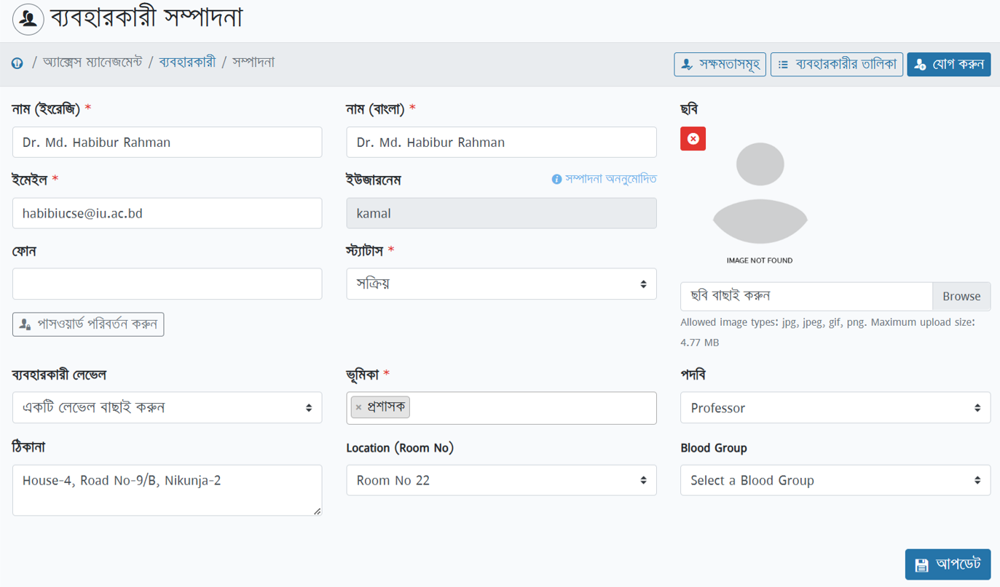 ব্যবহারকারী সম্পাদনা
/ অ্যাক্সেস ম্যানেজমেন্ট / ব্যবহারকারী / সম্পাদনা
সক্ষমতাসমূহ
ব্যবহারকারীর তালিকা
যোগ করুন
নাম (ইংরেজি) *
Dr. Md. Habibur Rahman
নাম (বাংলা) *
Dr. Md. Habibur Rahman
ছবি
IMAGE NOT FOUND
ছবি বাছাই করুন
Browse
Allowed image types: jpg, jpeg, gif, png. Maximum upload size:
4.77 MB
ইমেইল *
habibiucse@iu.ac.bd
ইউজারনেম
সম্পাদনা অননুমোদিত
kamal
ফোন
স্ট্যাটাস *
সক্রিয়
পাসওয়ার্ড পরিবর্তন করুন
ব্যবহারকারী লেভেল
একটি লেভেল বাছাই করুন
ভূমিকা *
× প্রশাসক
পদবি
Professor
ঠিকানা
House-4, Road No-9/B, Nikunja-2
Location (Room No)
Room No 22
Blood Group
Select a Blood Group
আপডেট